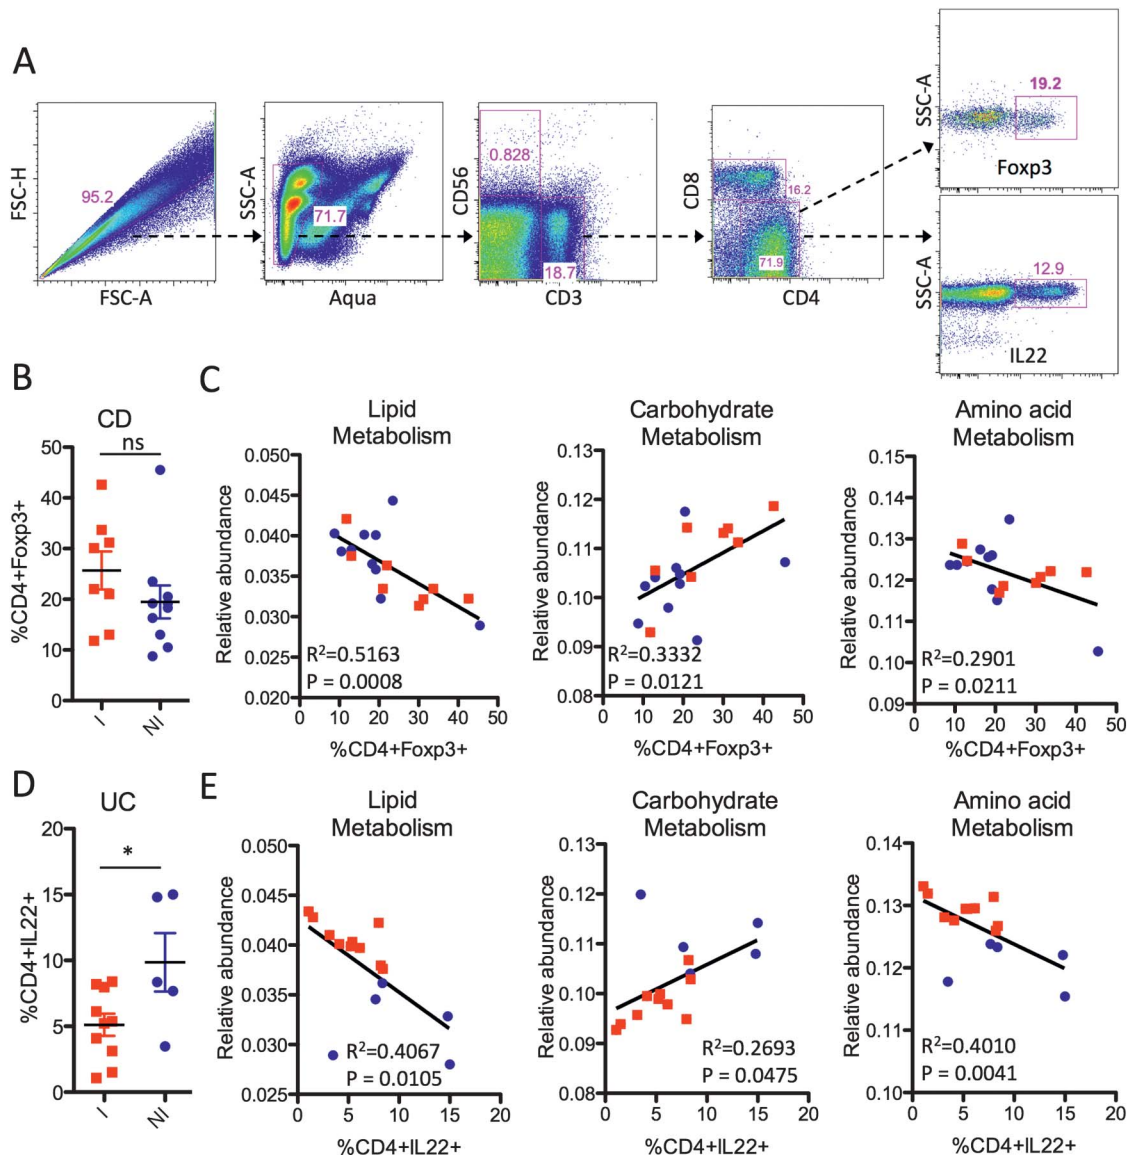 A
FSC-H
95.2
FSC-A
SSC-A
71.7
Aqua
CD56
0.828
18.7
CD3
CD8
16.2
71.9
CD4
SSC-A
19.2
Foxp3
SSC-A
12.9
IL22
B
CD
ns
%CD4+Foxp3+
50
40
30
20
10
0
I
NI
C
Lipid
Metabolism
Relative abundance
0.050
0.045
0.040
0.035
0.030
0.025
0.020
R²=0.5163
P = 0.0008
0 10 20 30 40 50
%CD4+Foxp3+
Carbohydrate
Metabolism
Relative abundance
0.13
0.12
0.11
0.10
0.09
0.08
R²=0.3332
P = 0.0121
0 10 20 30 40 50
%CD4+Foxp3+
Amino acid
Metabolism
Relative abundance
0.15
0.14
0.13
0.12
0.11
0.10
0.09
R²=0.2901
P = 0.0211
0 10 20 30 40 50
%CD4+Foxp3+
D
UC
*
%CD4+IL22+
20
15
10
5
0
I
NI
E
Lipid
Metabolism
Relative abundance
0.050
0.045
0.040
0.035
0.030
0.025
R²=0.4067
P = 0.0105
0 5 10 15 20
%CD4+IL22+
Carbohydrate
Metabolism
Relative abundance
0.13
0.12
0.11
0.10
0.09
0.08
R²=0.2693
P = 0.0475
0 5 10 15 20
%CD4+IL22+
Amino acid
Metabolism
Relative abundance
0.14
0.13
0.12
0.11
0.10
R²=0.4010
P = 0.0041
0 5 10 15 20
%CD4+IL22+